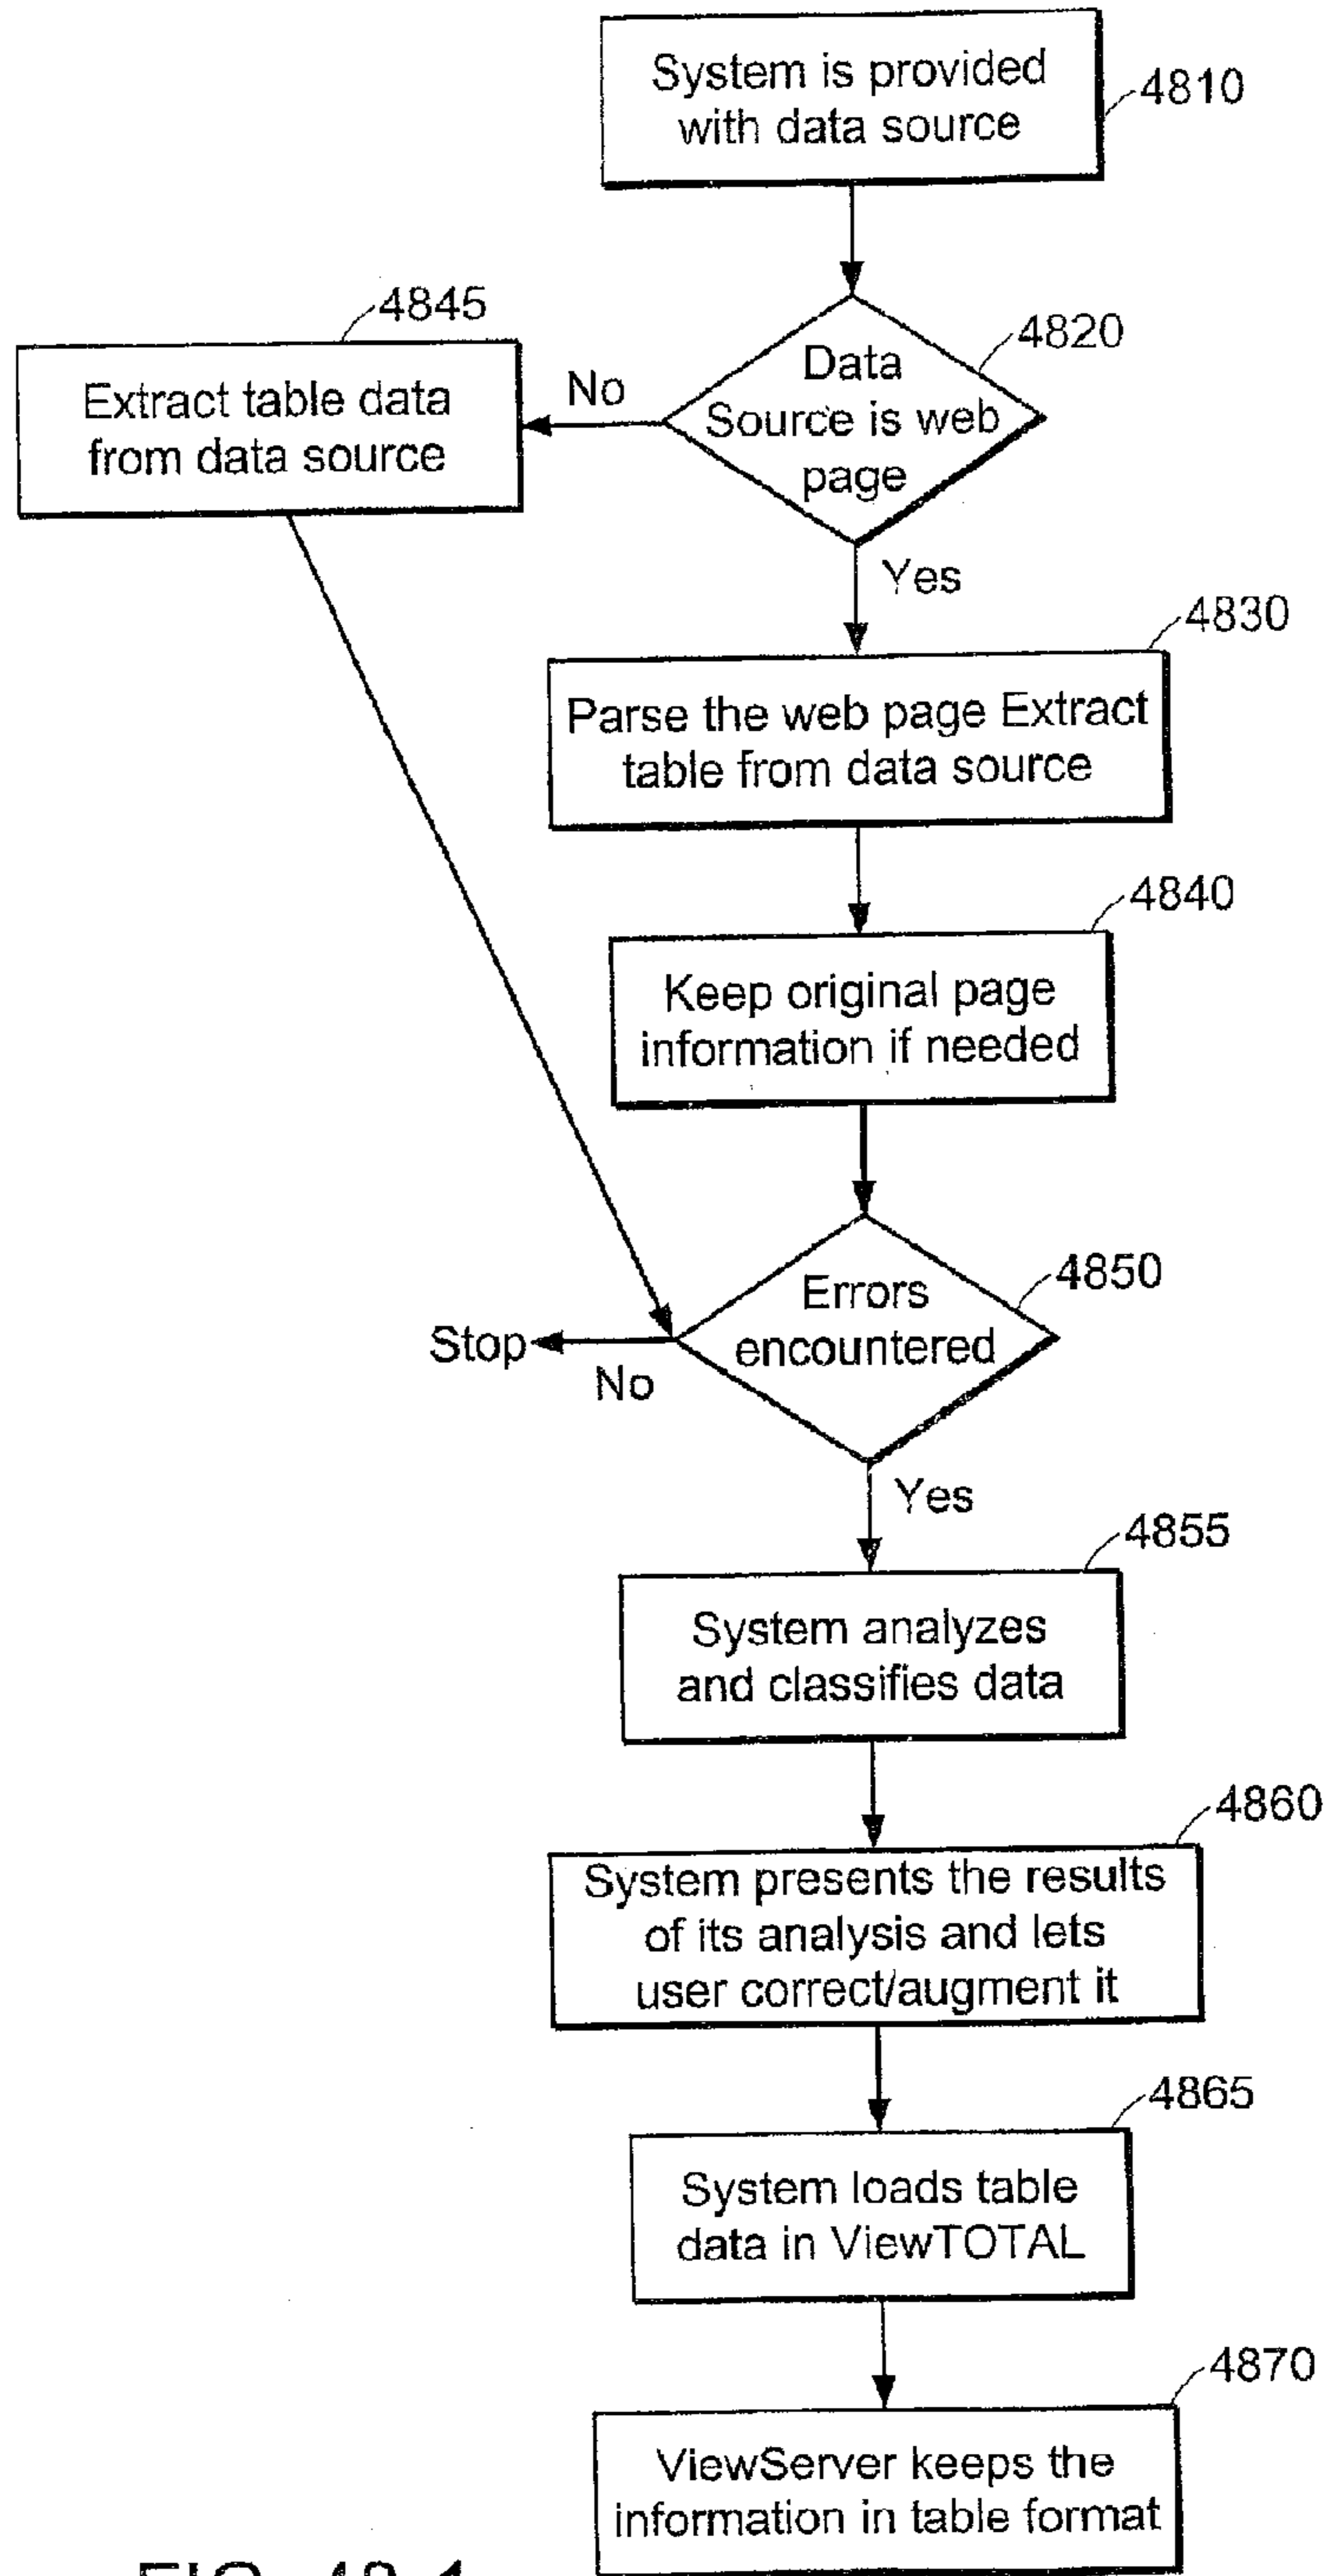 System is provided
with data source
4810
4845
Extract table data
from data source
No
Data
Source is web
page
4820
Yes
4830
Parse the web page Extract
table from data source
4840
Keep original page
information if needed
Errors
encountered
4850
Stop
No
Yes
4855
System analyzes
and classifies data
4860
System presents the results
of its analysis and lets
user correct/augment it
4865
System loads table
data in ViewTOTAL
4870
ViewServer keeps the
information in table format